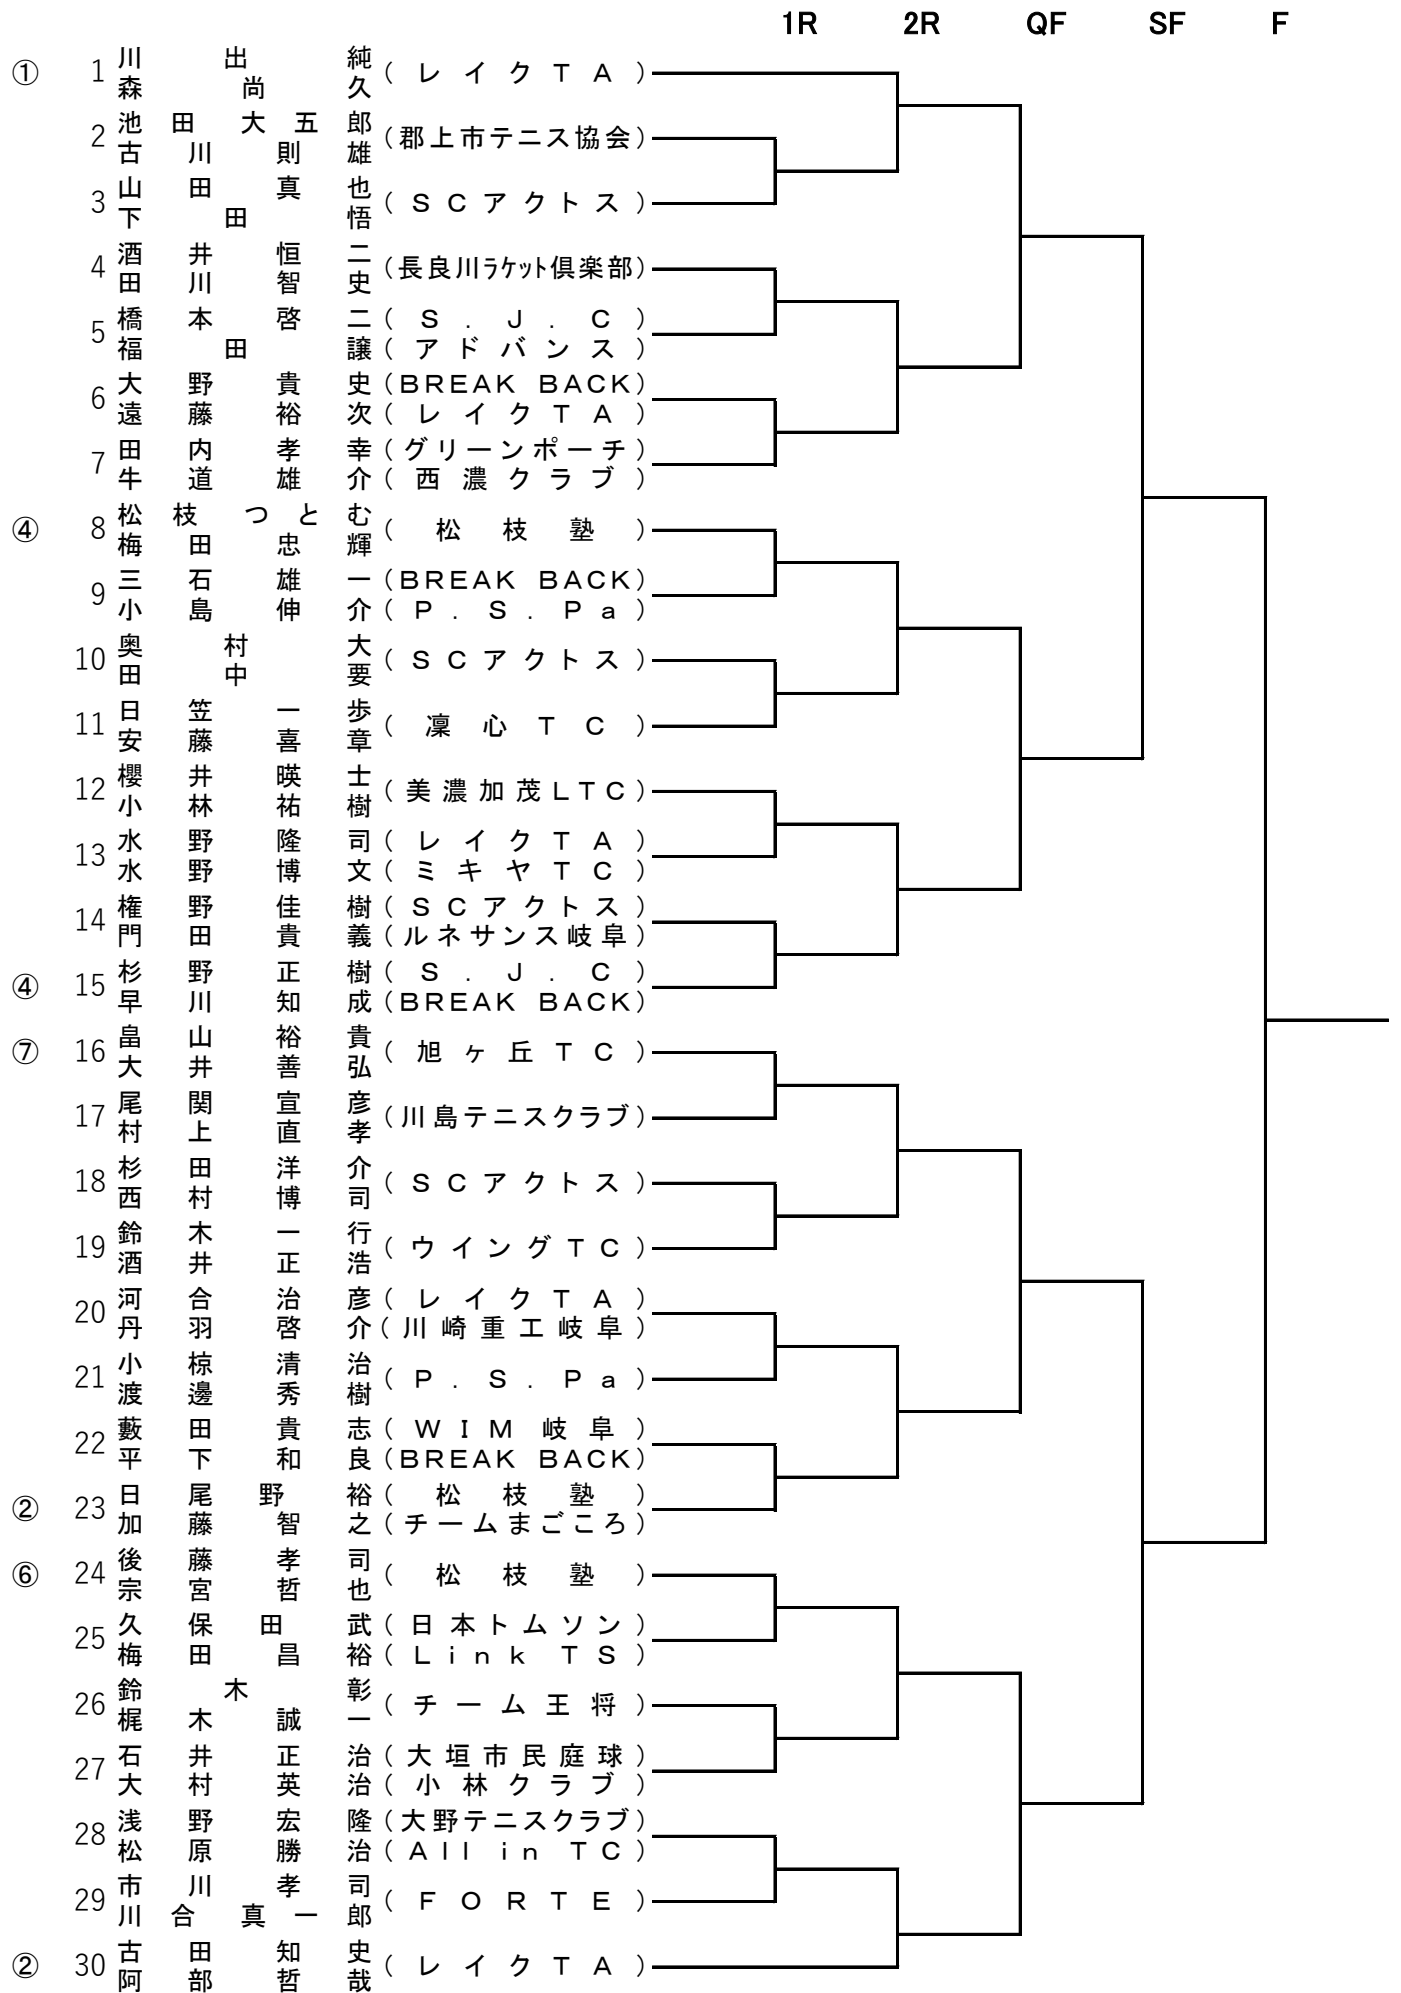 1R 2R QF SF F
① 1 川出純 (レイクTA)
森尚久
2 池田大五郎 (郡上市テニス協会)
古川則雄
3 山田真也 (SCアクトス)
下田悟
4 酒井恒二 (長良川ﾗｹｯﾄ倶楽部)
田川智史
5 橋本啓二 (S.J.C)
福田譲 (アドバンス)
6 大野貴史 (BREAK BACK)
遠藤裕次 (レイクTA)
7 田内孝幸 (グリーンポーチ)
牛道雄介 (西濃クラブ)
④ 8 松枝つとむ (松枝塾)
梅田忠輝
9 三石雄一 (BREAK BACK)
小島伸介 (P.S.Pa)
10 奥村大 (SCアクトス)
田中要
11 日笠一歩 (凜心TC)
安藤喜章
12 櫻井暎士 (美濃加茂LTC)
小林祐樹
13 水野隆司 (レイクTA)
水野博文 (ミキヤTC)
14 権野佳樹 (SCアクトス)
門田貴義 (ルネサンス岐阜)
④ 15 杉野正樹 (S.J.C)
早川知成 (BREAK BACK)
⑦ 16 畠山裕貴 (旭ヶ丘TC)
大井善弘
17 尾関宣彦 (川島テニスクラブ)
村上直孝
18 杉田洋介 (SCアクトス)
西村博司
19 鈴木一行 (ウイングTC)
酒井正浩
20 河合治彦 (レイクTA)
丹羽啓介 (川崎重工岐阜)
21 小椋清治 (P.S.Pa)
渡邊秀樹
22 藪田貴志 (WIM岐阜)
平下和良 (BREAK BACK)
② 23 日尾野裕 (松枝塾)
加藤智之 (チームまごころ)
⑥ 24 後藤孝司 (松枝塾)
宗宮哲也
25 久保田武 (日本トムソン)
梅田昌裕 (Link TS)
26 鈴木彰 (チーム王将)
梶木誠一
27 石井正治 (大垣市民庭球)
大村英治 (小林クラブ)
28 浅野宏隆 (大野テニスクラブ)
松原勝治 (All in TC)
29 市川孝司 (FORTE)
川合真一郎
② 30 古田知史 (レイクTA)
阿部哲哉